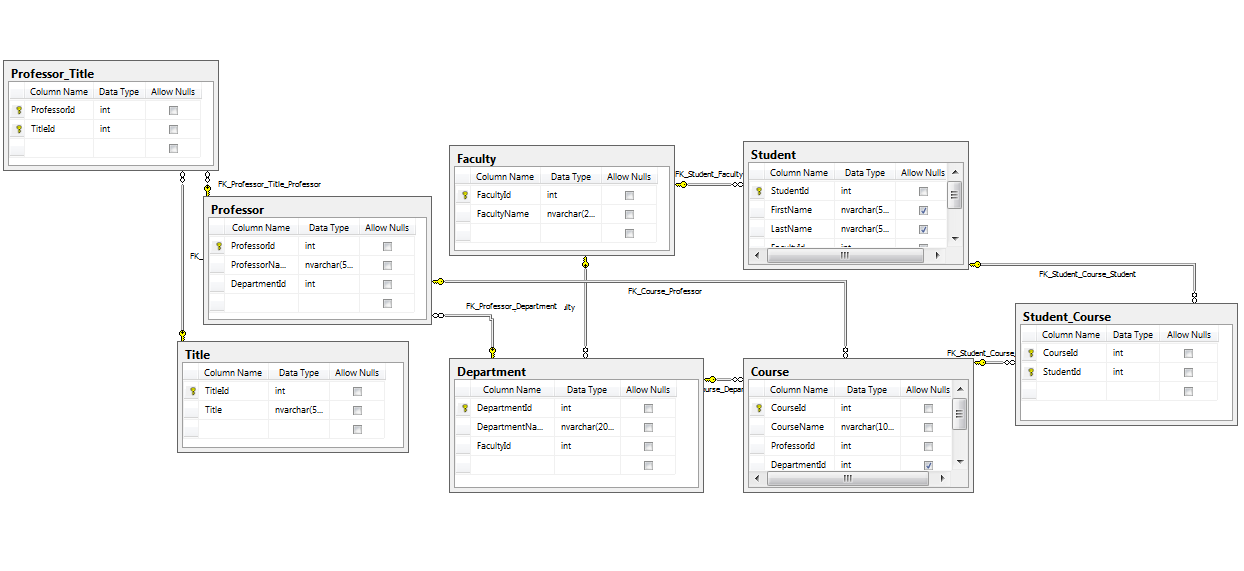 Professor_Title
Column Name Data Type Allow Nulls
ProfessorId int
TitleId int
FK_Professor_Title_Professor
FK_
Professor
Column Name Data Type Allow Nulls
ProfessorId int
ProfessorNa... nvarchar(5...
DepartmentId int
Title
Column Name Data Type Allow Nulls
TitleId int
Title nvarchar(5...
Faculty
Column Name Data Type Allow Nulls
FacultyId int
FacultyName nvarchar(2...
FK_Student_Faculty
Student
Column Name Data Type Allow Nulls
StudentId int
FirstName nvarchar(5...
LastName nvarchar(5...
FK_Course_Professor
FK_Professor_Department
lty
FK_Student_Course_Student
Department
Column Name Data Type Allow Nulls
DepartmentId int
DepartmentNa... nvarchar(20...
FacultyId int
urse_Depar
Course
Column Name Data Type Allow Nulls
CourseId int
CourseName nvarchar(10...
ProfessorId int
DepartmentId int
FK_Student_Course_
Student_Course
Column Name Data Type Allow Nulls
CourseId int
StudentId int